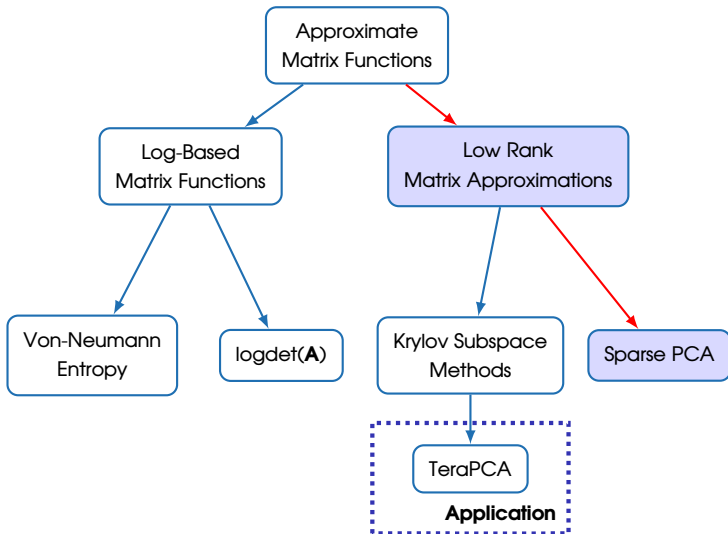 Approximate
Matrix Functions
Log-Based
Matrix Functions
Low Rank
Matrix Approximations
Von-Neumann
Entropy
logdet(A)
Krylov Subspace
Methods
Sparse PCA
TeraPCA
Application